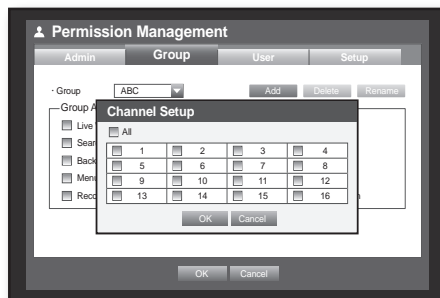 Permission Management
Admin Group User Setup
· Group ABC Add Delete Rename
Group A
Channel Setup
Live
All
Sear
1 2 3 4
Back
5 6 7 8
Menu
9 10 11 12
Reco
13 14 15 16
OK Cancel
OK Cancel